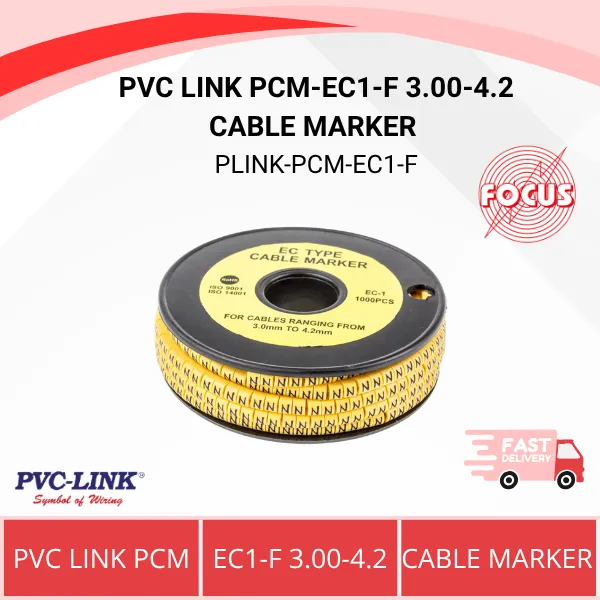 PVC LINK PCM-EC1-F 3.00-4.2
CABLE MARKER
PLINK-PCM-EC1-F
FOCUS
EC TYPE
CABLE MARKER
RoHS
ISO 9001
ISO 14001
EC-1
1000PCS
FOR CABLES RANGING FROM
3.0mm TO 4.2mm
FAST
DELIVERY
PVC-LINK®
Symbol of Wiring
PVC LINK PCM
EC1-F 3.00-4.2
CABLE MARKER